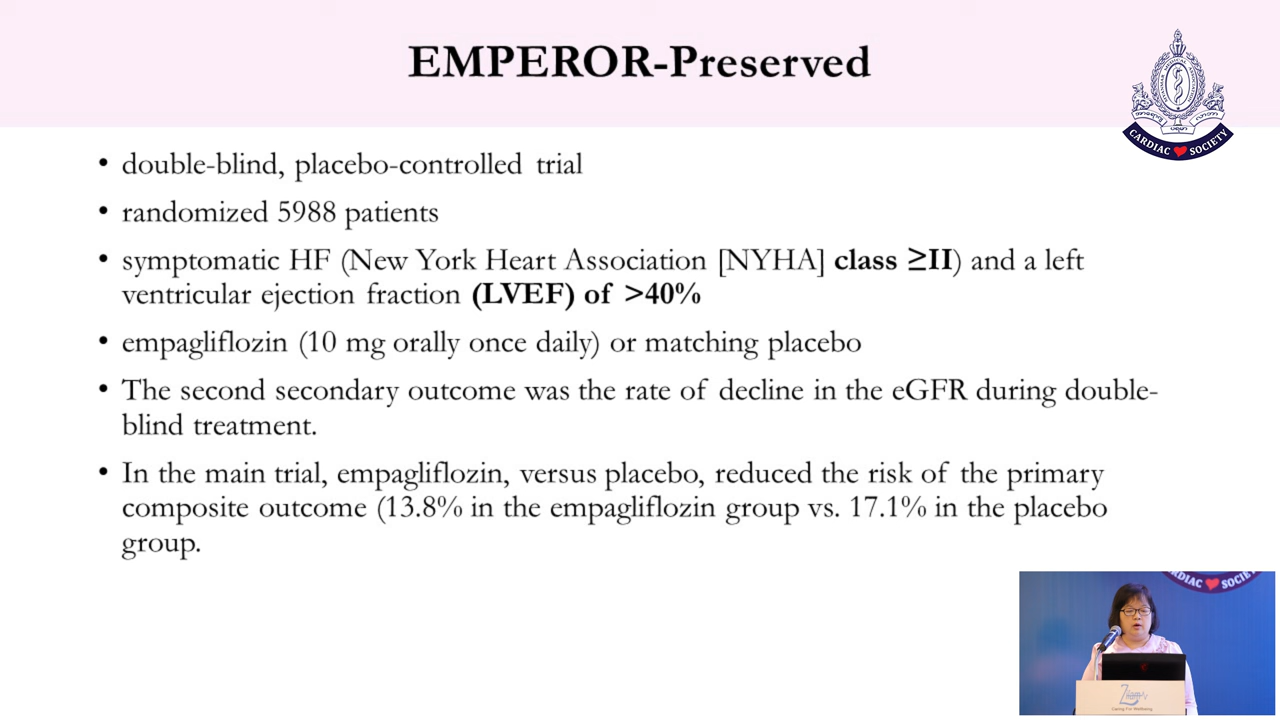 EMPEROR-Preserved
CARDIAC SOCIETY
• double-blind, placebo-controlled trial
• randomized 5988 patients
• symptomatic HF (New York Heart Association [NYHA] class ≥II) and a left
ventricular ejection fraction (LVEF) of >40%
• empagliflozin (10 mg orally once daily) or matching placebo
• The second secondary outcome was the rate of decline in the eGFR during double-
blind treatment.
• In the main trial, empagliflozin, versus placebo, reduced the risk of the primary
composite outcome (13.8% in the empagliflozin group vs. 17.1% in the placebo
group.
Caring For Wellbeing